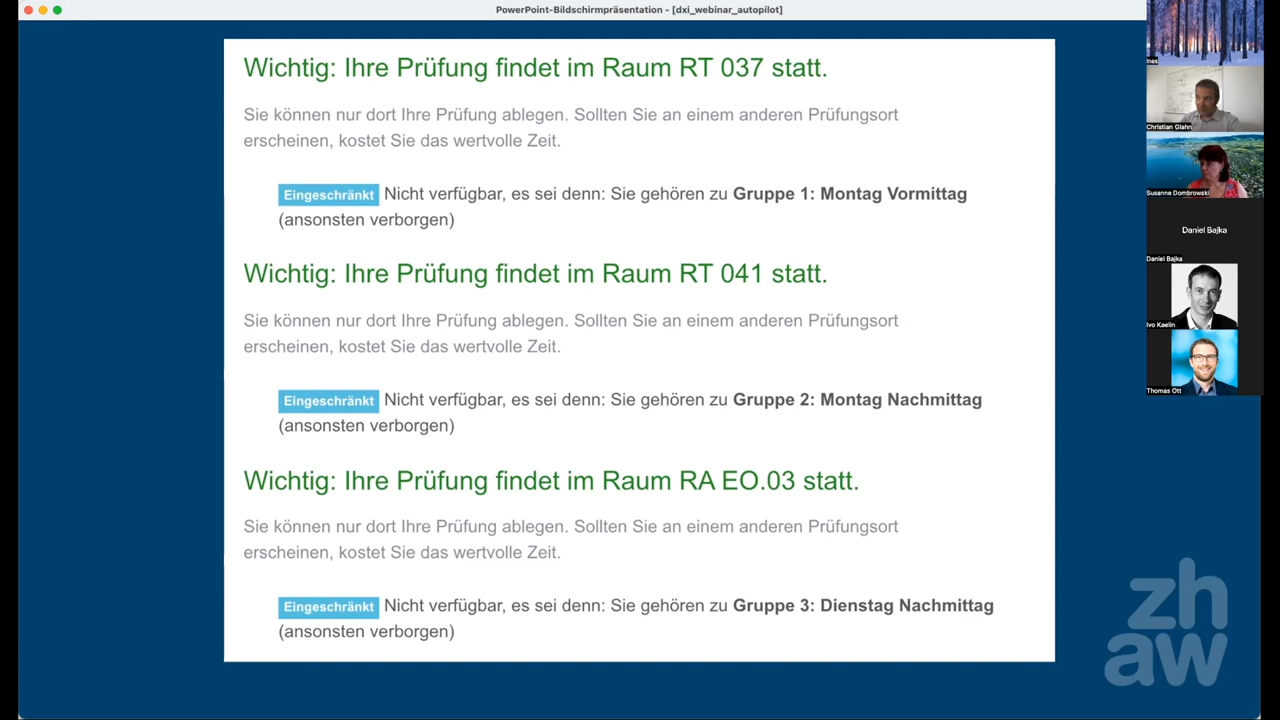 PowerPoint-Bildschirmpräsentation - [dxi_webinar_autopilot]
Wichtig: Ihre Prüfung findet im Raum RT 037 statt.
Sie können nur dort Ihre Prüfung ablegen. Sollten Sie an einem anderen Prüfungsort
erscheinen, kostet Sie das wertvolle Zeit.
Eingeschränkt Nicht verfügbar, es sei denn: Sie gehören zu Gruppe 1: Montag Vormittag
(ansonsten verborgen)
Wichtig: Ihre Prüfung findet im Raum RT 041 statt.
Sie können nur dort Ihre Prüfung ablegen. Sollten Sie an einem anderen Prüfungsort
erscheinen, kostet Sie das wertvolle Zeit.
Eingeschränkt Nicht verfügbar, es sei denn: Sie gehören zu Gruppe 2: Montag Nachmittag
(ansonsten verborgen)
Wichtig: Ihre Prüfung findet im Raum RA EO.03 statt.
Sie können nur dort Ihre Prüfung ablegen. Sollten Sie an einem anderen Prüfungsort
erscheinen, kostet Sie das wertvolle Zeit.
Eingeschränkt Nicht verfügbar, es sei denn: Sie gehören zu Gruppe 3: Dienstag Nachmittag
(ansonsten verborgen)
Ines
Christian Glahn
Susanne Dombrowski
Daniel Bajka
Daniel Bajka
Ivo Kaelin
Thomas Ott
zh
aw